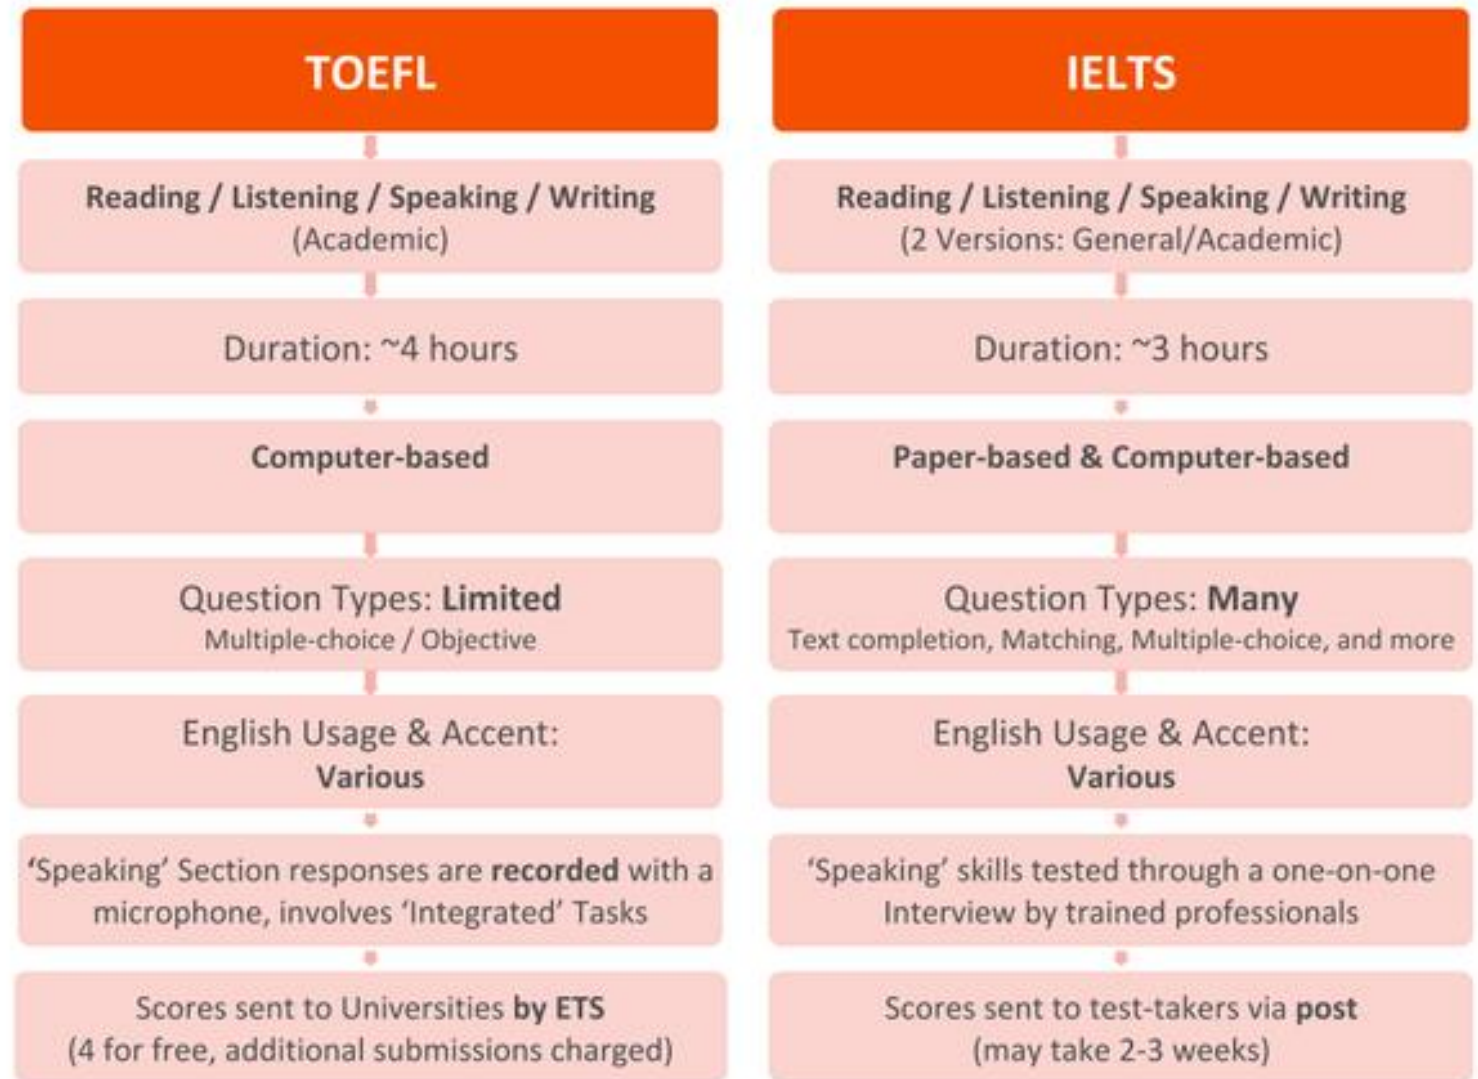 TOEFL
Reading / Listening / Speaking / Writing
(Academic)
Duration: ~4 hours
Computer-based
Question Types: Limited
Multiple-choice / Objective
English Usage & Accent:
Various
‘Speaking’ Section responses are recorded with a
microphone, involves ‘Integrated’ Tasks
Scores sent to Universities by ETS
(4 for free, additional submissions charged)
IELTS
Reading / Listening / Speaking / Writing
(2 Versions: General/Academic)
Duration: ~3 hours
Paper-based & Computer-based
Question Types: Many
Text completion, Matching, Multiple-choice, and more
English Usage & Accent:
Various
‘Speaking’ skills tested through a one-on-one
Interview by trained professionals
Scores sent to test-takers via post
(may take 2-3 weeks)